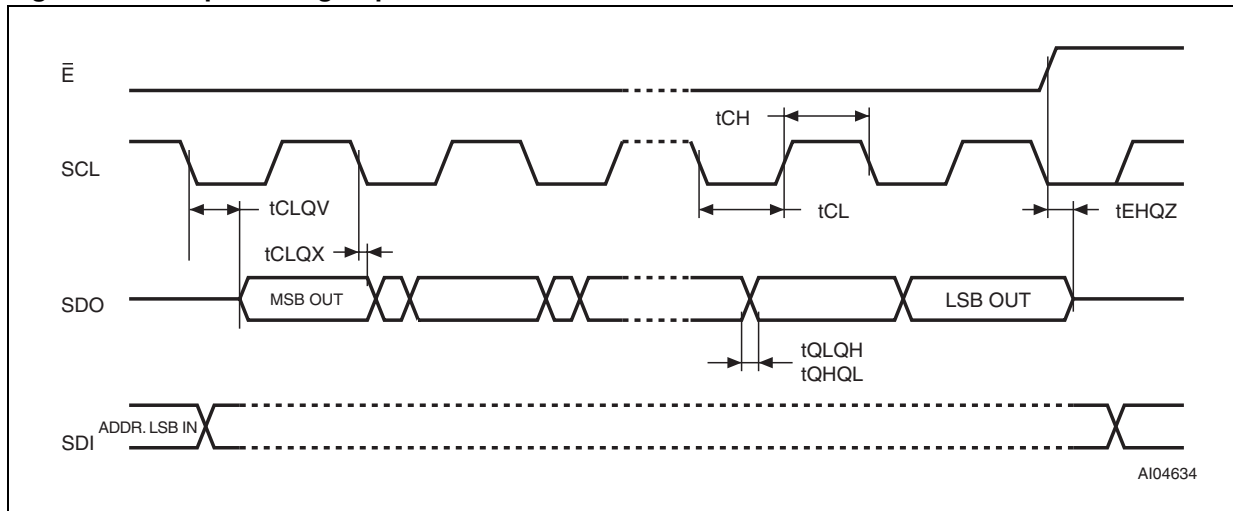 Ē
tCH
SCL
tCLQV
tCL
tEHQZ
tCLQX
SDO
MSB OUT
LSB OUT
tQLQH
tQHQL
ADDR. LSB IN
SDI
AI04634